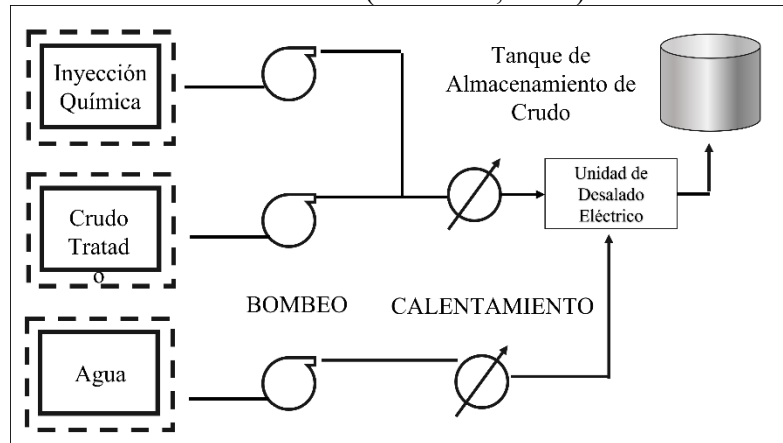 Inyección
Química
Tanque de
Almacenamiento de
Crudo
Unidad de
Desalado
Eléctrico
Crudo
Tratad
o
BOMBEO
CALENTAMIENTO
Agua